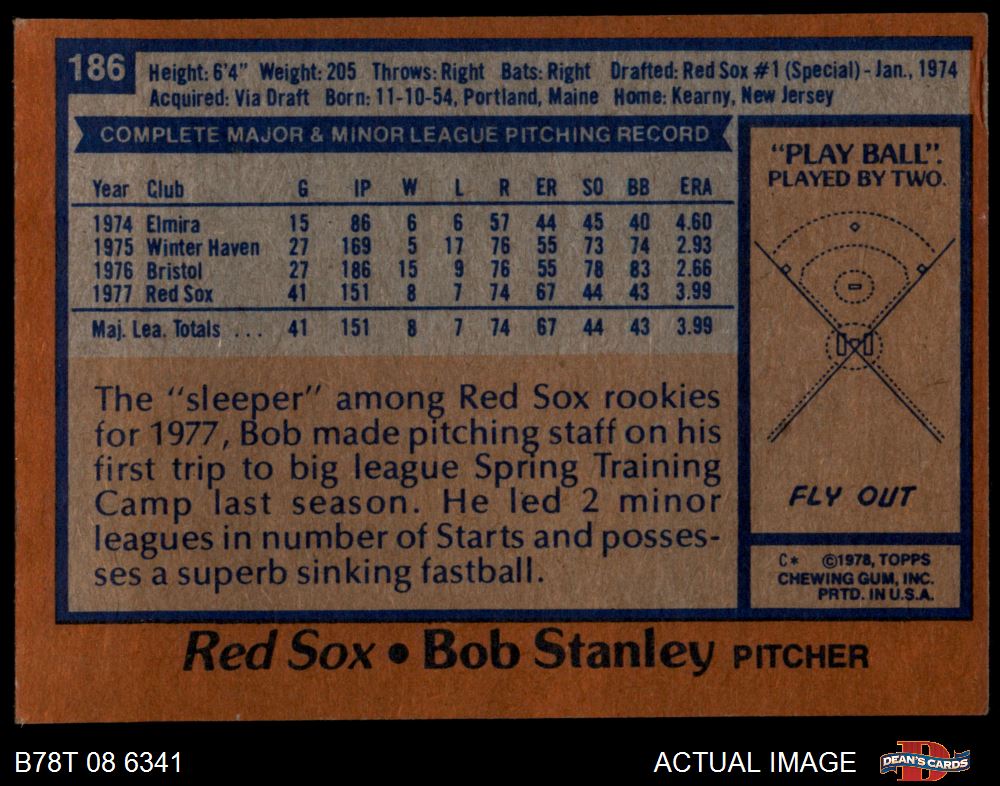 186
Height: 6'4" Weight: 205 Throws: Right Bats: Right Drafted: Red Sox #1 (Special) - Jan., 1974
Acquired: Via Draft Born: 11-10-54, Portland, Maine Home: Kearny, New Jersey
COMPLETE MAJOR & MINOR LEAGUE PITCHING RECORD
Year Club G IP W L R ER SO BB ERA
1974 Elmira 15 86 6 6 57 44 45 40 4.60
1975 Winter Haven 27 169 5 17 76 55 73 74 2.93
1976 Bristol 27 186 15 9 76 55 78 83 2.66
1977 Red Sox 41 151 8 7 74 67 44 43 3.99
Maj. Lea. Totals ... 41 151 8 7 74 67 44 43 3.99
The "sleeper" among Red Sox rookies
for 1977, Bob made pitching staff on his
first trip to big league Spring Training
Camp last season. He led 2 minor
leagues in number of Starts and posses-
ses a superb sinking fastball.
"PLAY BALL".
PLAYED BY TWO.
FLY OUT
C* ©1978, TOPPS
CHEWING GUM, INC.
PRTD. IN U.S.A.
Red Sox • Bob Stanley PITCHER
B78T 08 6341
ACTUAL IMAGE
D
DEAN'S CARDS